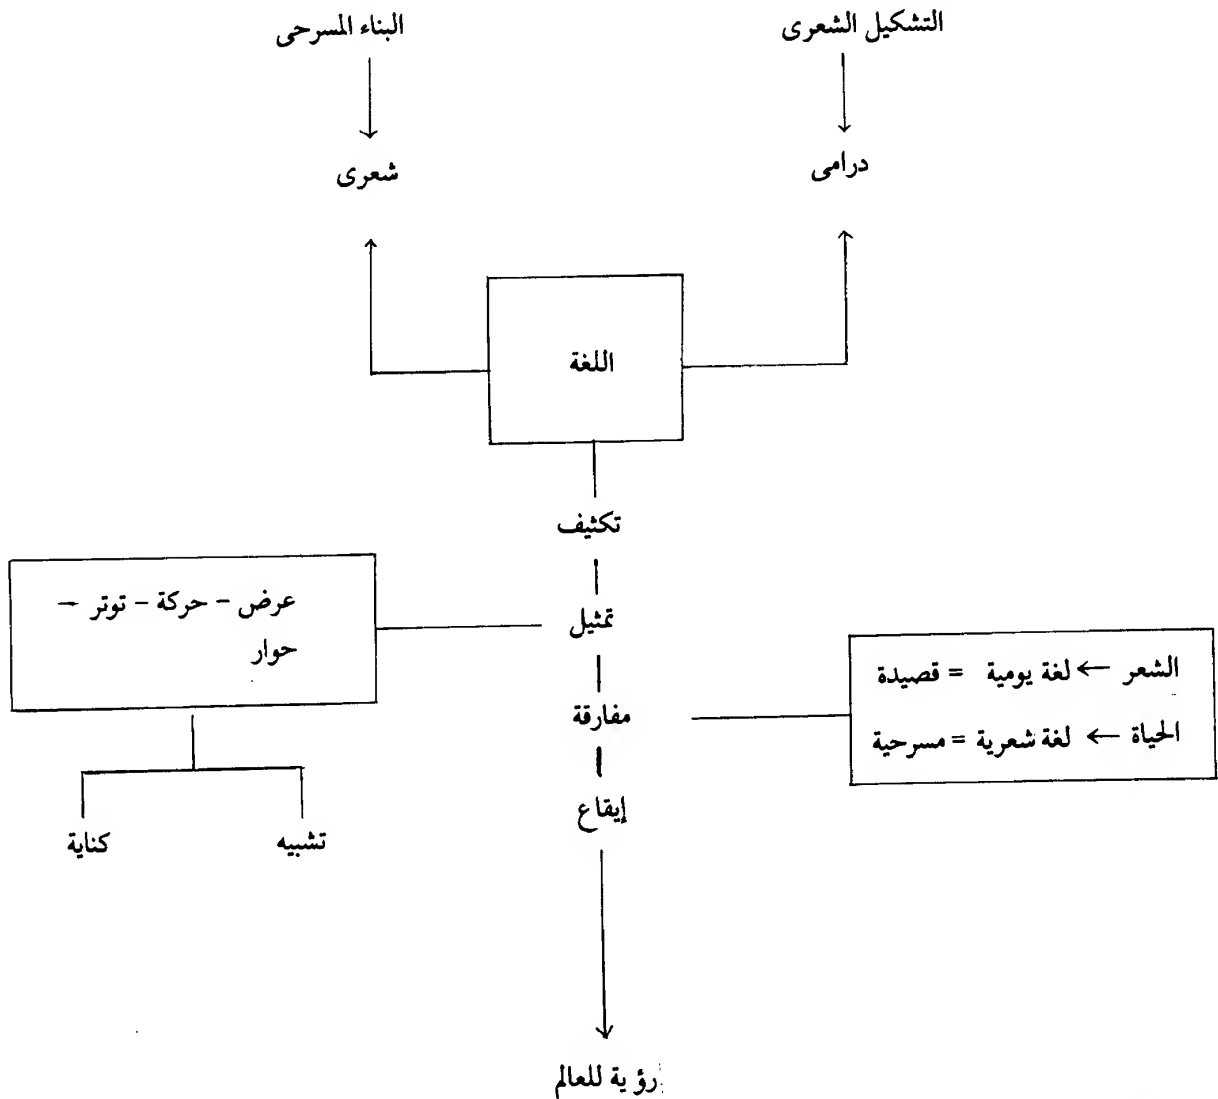 التشكيل الشعرى
البناء المسرحى
درامى
شعرى
اللغة
تكثيف
تمثيل
عرض - حركة - توتر -
حوار
مفارقة
الشعر ← لغة يومية = قصيدة
الحياة ← لغة شعرية = مسرحية
إيقاع
تشبيه
كناية
رؤية للعالم